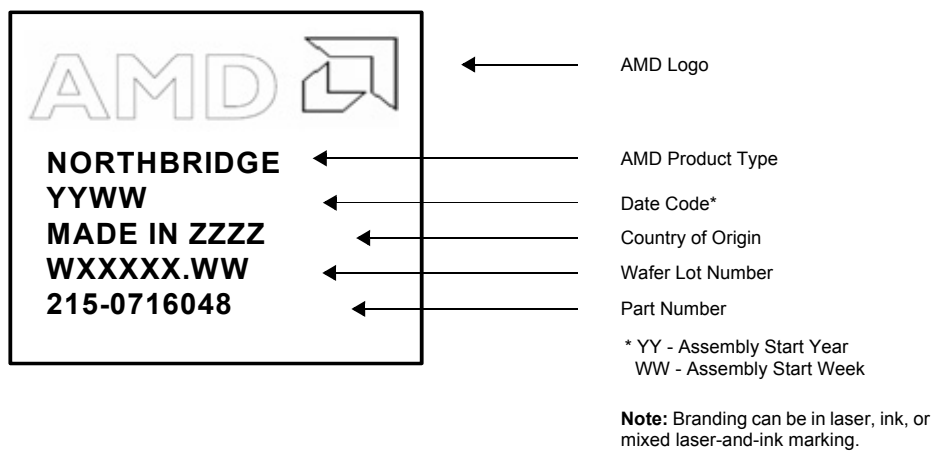 AMD
NORTHBRIDGE
YYWW
MADE IN ZZZZ
WXXXXX.WW
215-0716048
AMD Logo
AMD Product Type
Date Code*
Country of Origin
Wafer Lot Number
Part Number
* YY - Assembly Start Year
WW - Assembly Start Week
Note: Branding can be in laser, ink, or
mixed laser-and-ink marking.